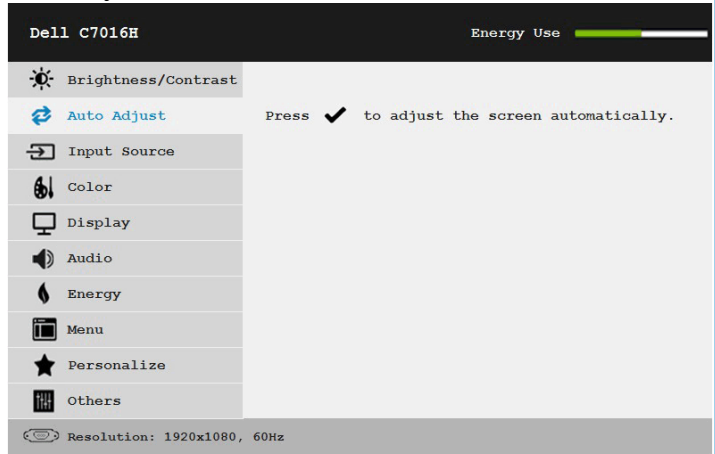 Dell C7016H
Energy Use
Brightness/Contrast
Auto Adjust
Press ✔ to adjust the screen automatically.
Input Source
Color
Display
Audio
Energy
Menu
Personalize
Others
Resolution: 1920x1080, 60Hz